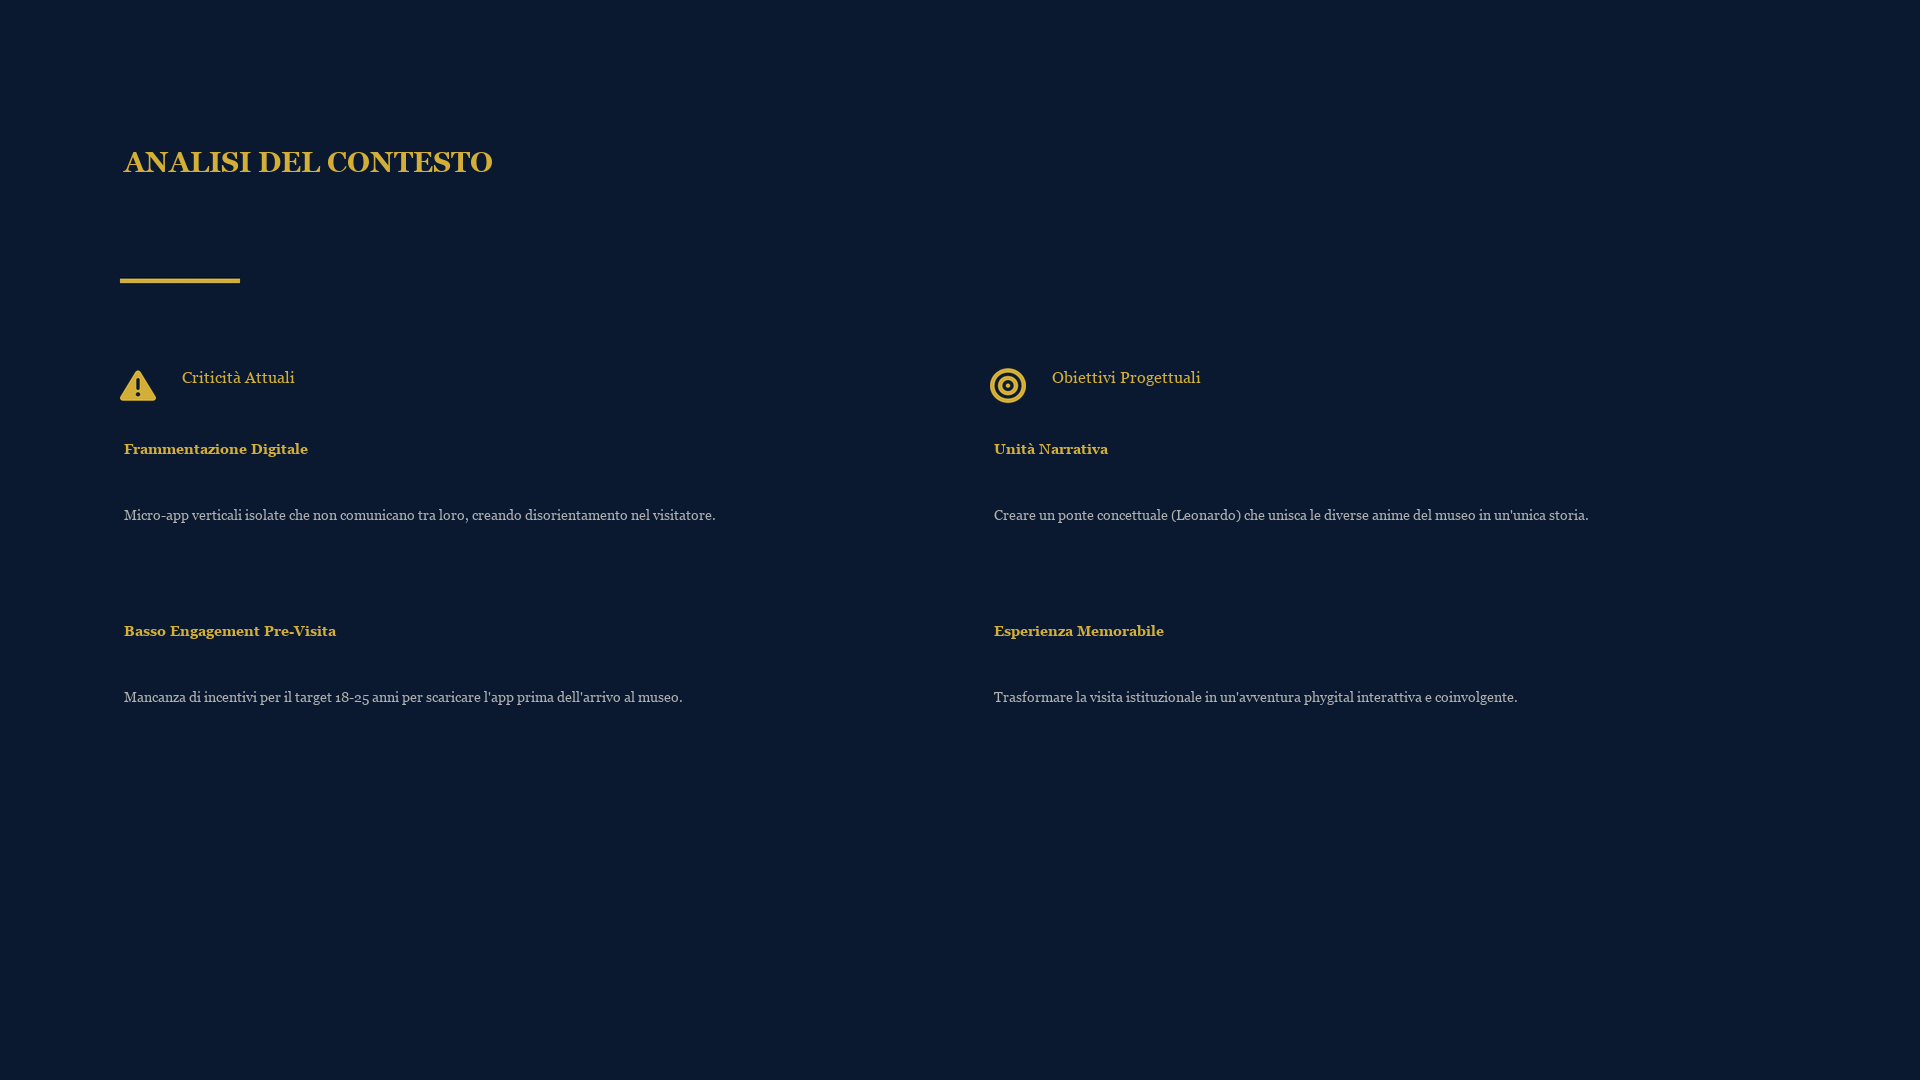 ANALISI DEL CONTESTO
Criticità Attuali
Frammentazione Digitale
Micro-app verticali isolate che non comunicano tra loro, creando disorientamento nel visitatore.
Basso Engagement Pre-Visita
Mancanza di incentivi per il target 18-25 anni per scaricare l'app prima dell'arrivo al museo.
Obiettivi Progettuali
Unità Narrativa
Creare un ponte concettuale (Leonardo) che unisca le diverse anime del museo in un'unica storia.
Esperienza Memorabile
Trasformare la visita istituzionale in un'avventura phygital interattiva e coinvolgente.